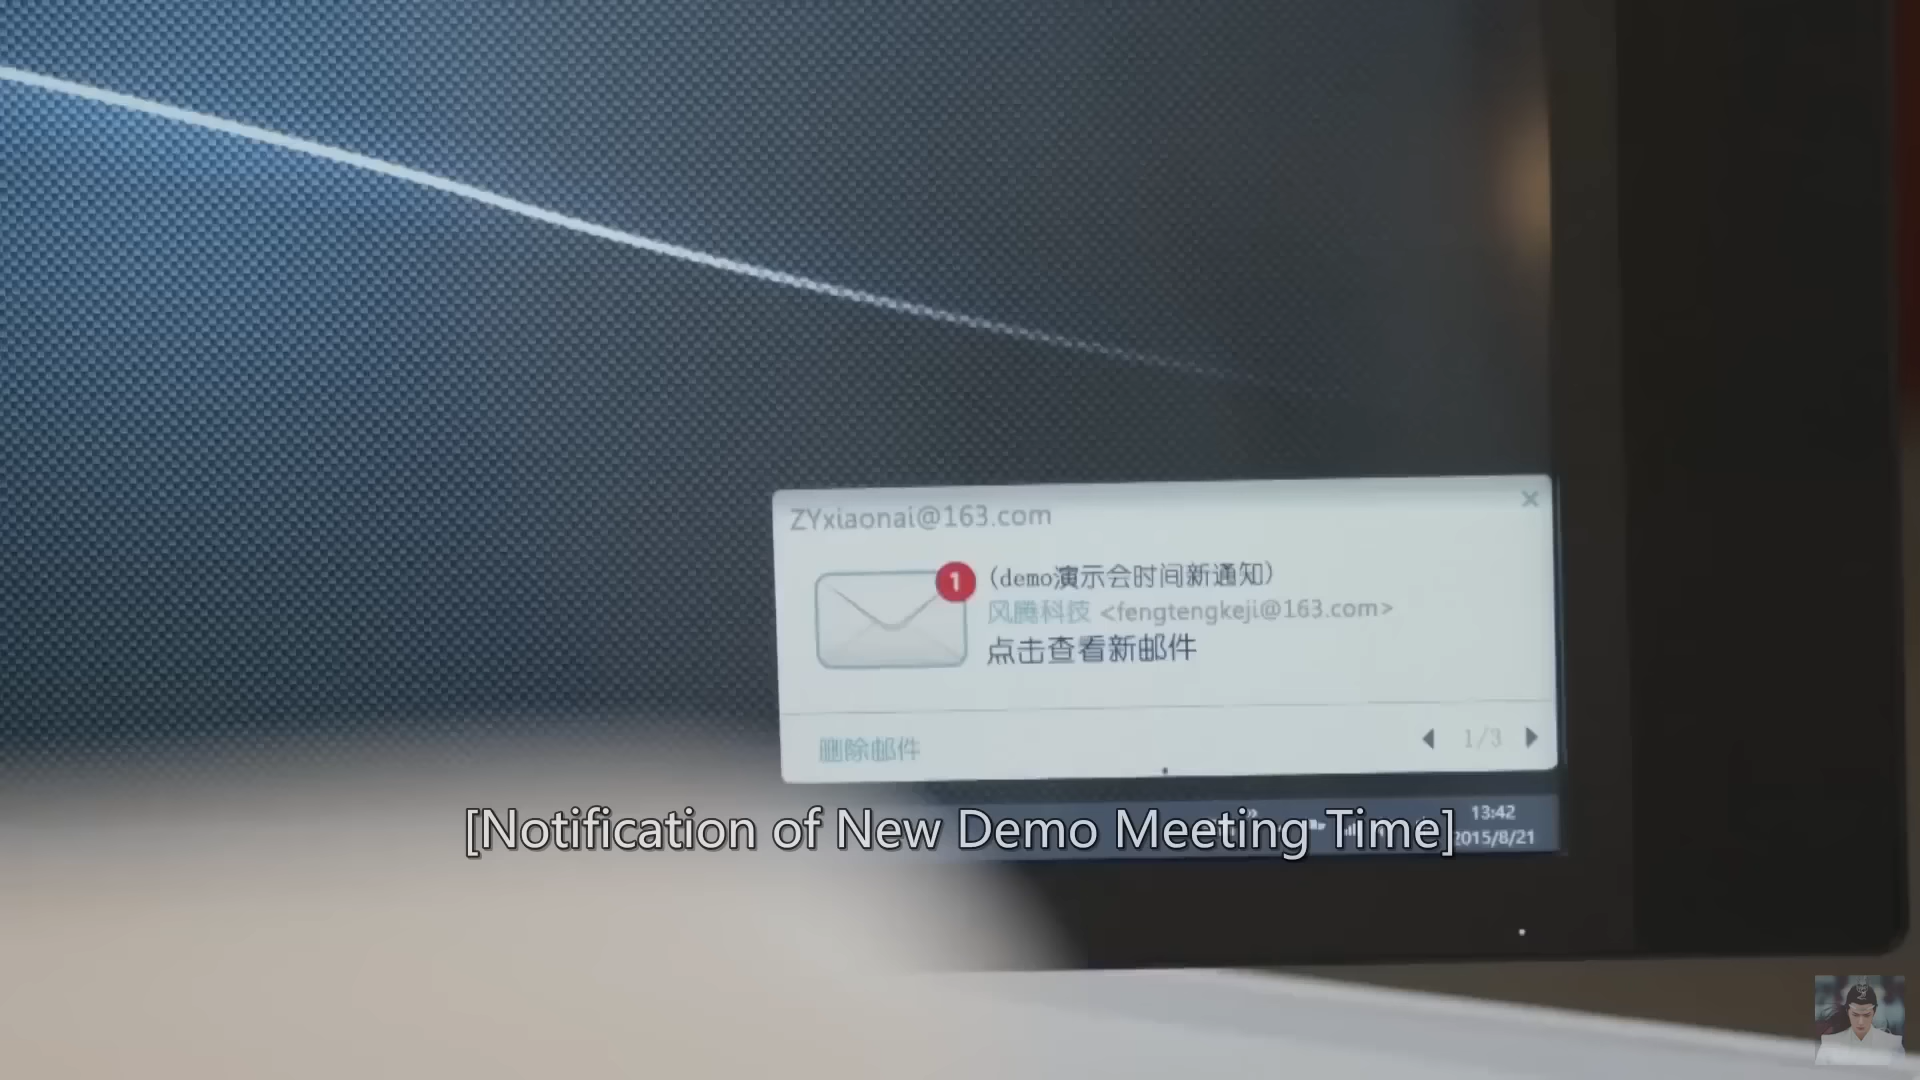 ZYxiaonai@163.com
1
(demo演示会时间新通知)
风腾科技 <fengtengkeji@163.com>
点击查看新邮件
删除邮件
1/3
[Notification of New Demo Meeting Time]
13:42
2015/8/21